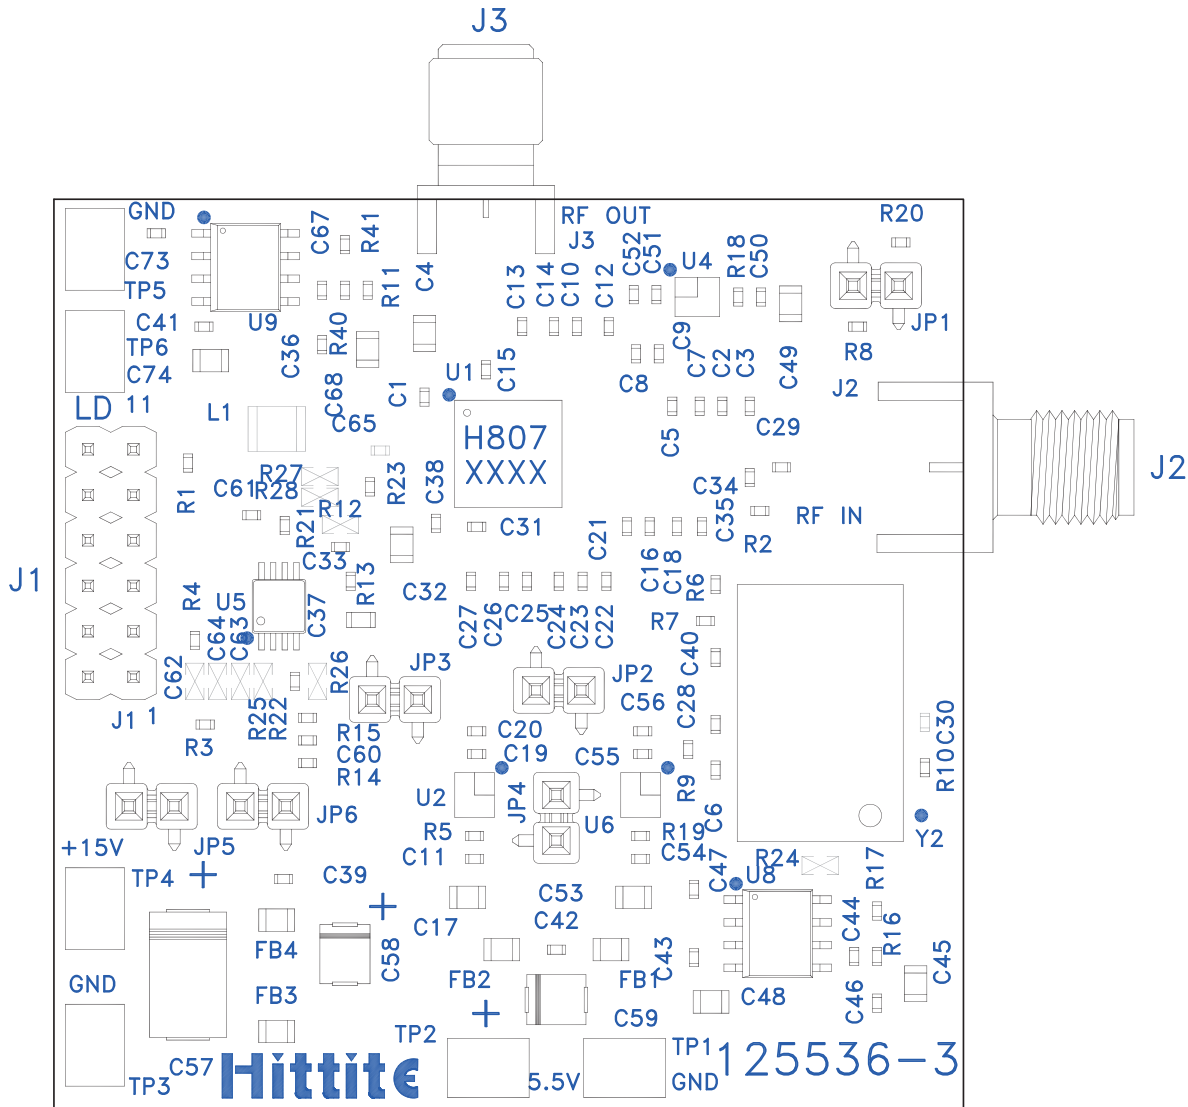 J3
GND
C67
R41
RF OUT
J3
C52
C51
U4
R18
C50
R20
C73
TP5
R11
C4
C13
C14
C10
C12
C41
U9
C36
R40
C9
C7
C2
C3
C49
JP1
R8
TP6
C74
C68
C65
C1
U1
C15
C8
J2
LD 11
L1
H807
XXXX
C5
C29
J2
R27
R28
C61
R1
R12
R23
C38
C34
C35
RF IN
R21
C33
C31
C21
R2
C16
C18
J1
R4
U5
C64
C63
C37
R13
C32
C27
C26
C25
C24
C23
C22
R6
R7
C62
R25
R22
R26
JP3
JP2
C56
C40
C28
J1 1
R3
R15
C60
R14
C20
C19
C55
C30
R10
U2
JP4
U6
R9
C6
JP5
JP6
R5
C11
R19
C54
Y2
+15V
TP4
+
C39
+
C17
C53
C42
C47
U8
R24
R17
C44
R16
FB4
C58
FB2
FB1
C43
C45
GND
FB3
+
C59
C48
C46
TP2
TP1
125536-3
C57
TP3
Hittite
5.5V
GND